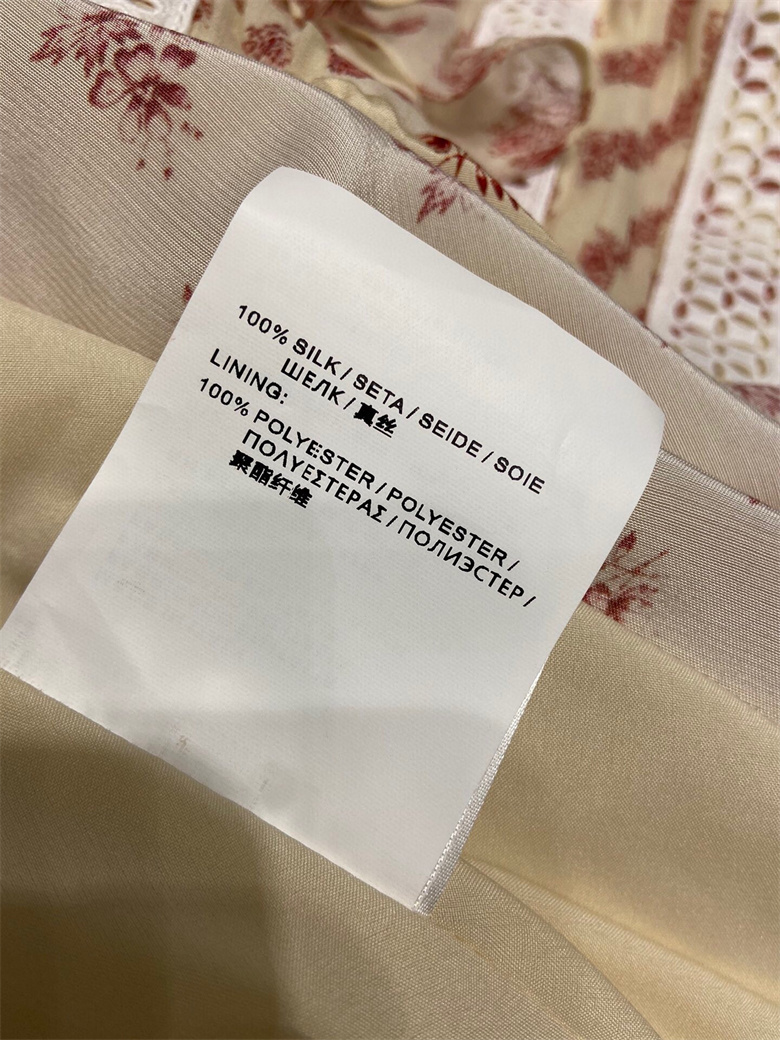 100% SILK / SETA / SEIDE / SOIE
ШЕЛК / 真丝
LINING:
100% POLYESTER / POLYESTER /
ΠΟΛΥΕΣΤΕΡΑΣ / ПОЛИЭСТЕР /
聚酯纤维